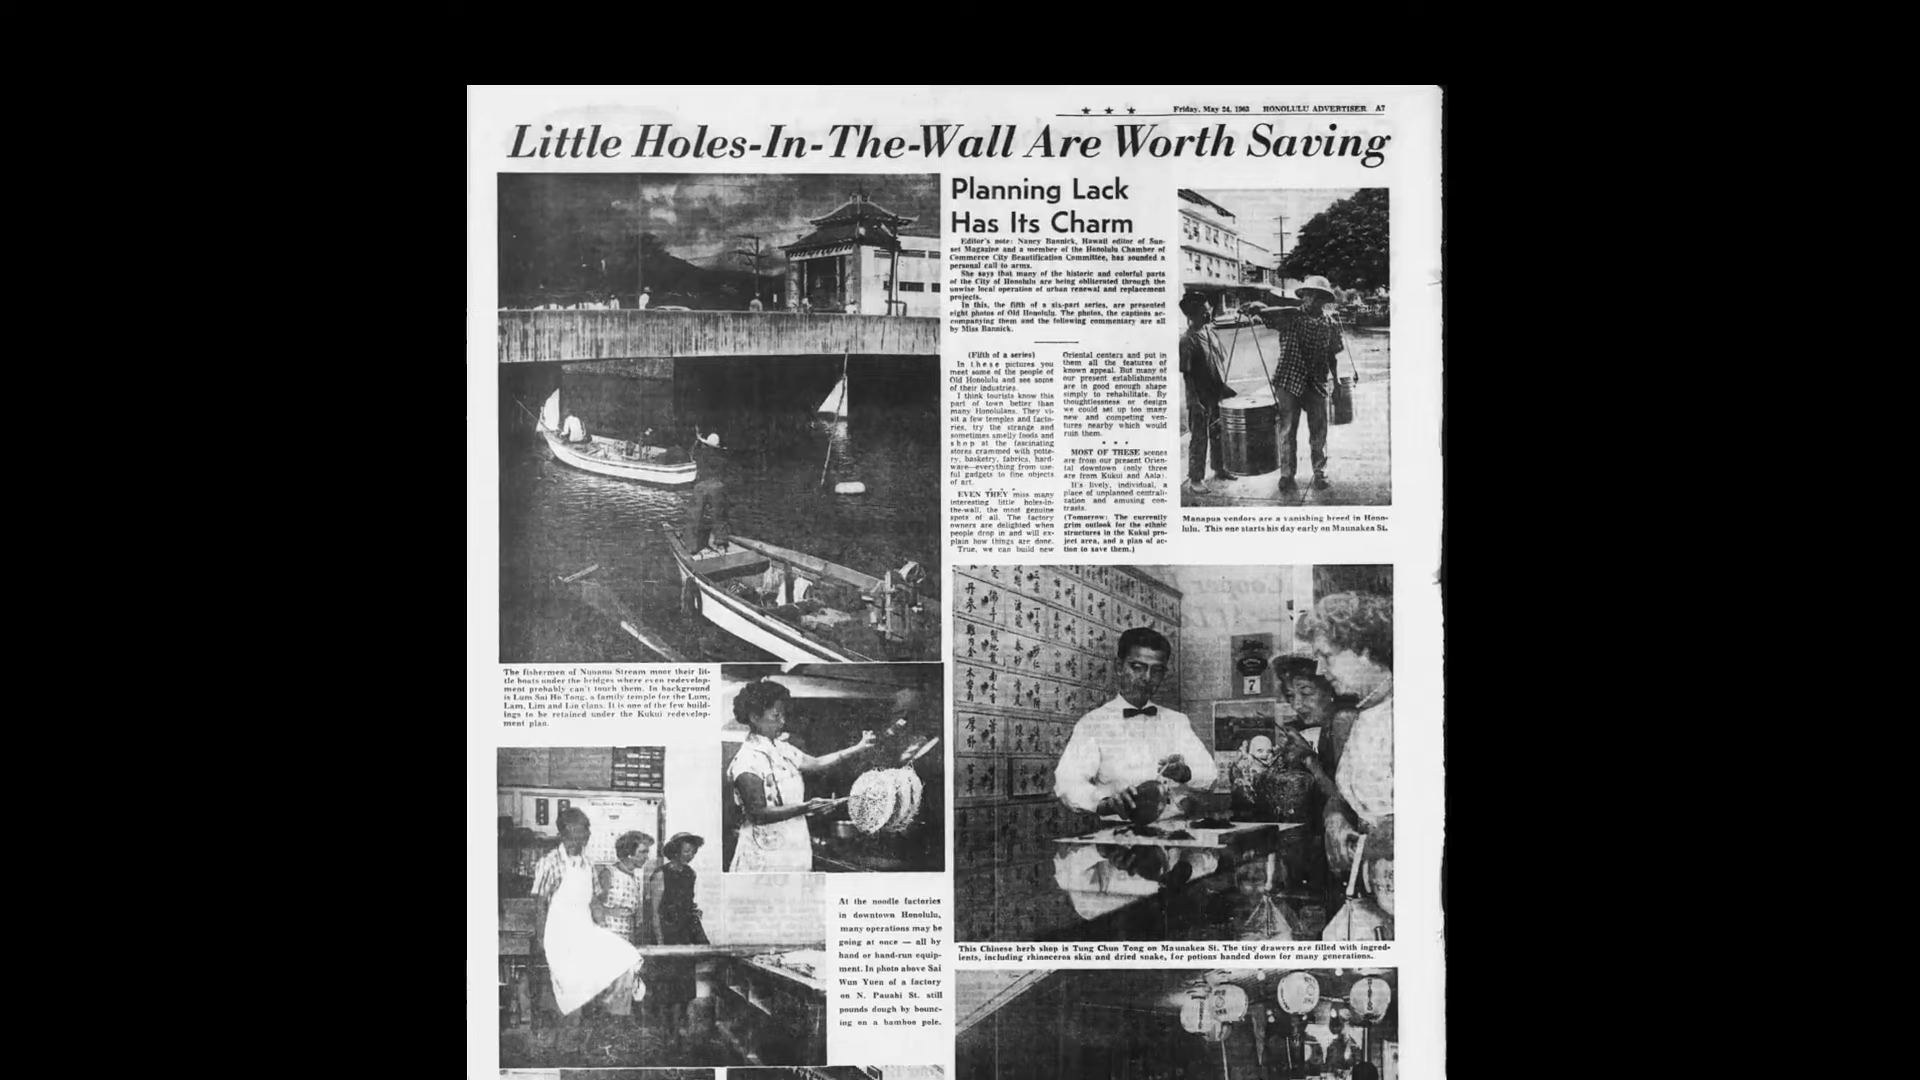 ★ ★ ★ Friday, May 24, 1963 HONOLULU ADVERTISER A7
Little Holes-In-The-Wall Are Worth Saving
Planning Lack
Has Its Charm
Editor's note: Nancy Bannick, Hawaii editor of Sun-
set Magazine and a member of the Honolulu Chamber of
Commerce City Beautification Committee, has sounded a
personal call to arms.
She says that many of the historic and colorful parts
of the City of Honolulu are being obliterated through the
unwise local operation of urban renewal and replacement
projects.
In this, the fifth of a six-part series, are presented
eight photos of Old Honolulu. The photos, the captions ac-
companying them and the following commentary are all
by Miss Bannick.
(Fifth of a series)
In these pictures you
meet some of the people of
Old Honolulu and see some
of their industries.
I think tourists know this
part of town better than
many Honolulans. They vi-
sit a few temples and facto-
ries, try the strange and
sometimes smelly foods and
shop at the fascinating
stores crammed with potte-
ry, basketry, fabrics, hard-
ware—everything from use-
ful gadgets to fine objects
of art.
EVEN THEY miss many
interesting little holes-in-
the-wall, the most genuine
spots of all. The factory
owners are delighted when
people drop in and will ex-
plain how things are done.
True, we can build new
Oriental centers and put in
them all the features of
known appeal. But many of
our present establishments
are in good enough shape
simply to rehabilitate. By
thoughtlessness or design
we could set up too many
new and competing ven-
tures nearby which would
ruin them.
* * *
MOST OF THESE scenes
are from our present Orien-
tal downtown (only three
are from Kukui and Aala).
It's lively, individual, a
place of unplanned centrali-
zation and amusing con-
trasts.
(Tomorrow: The currently
grim outlook for the ethnic
structures in the Kukui pro-
ject area, and a plan of ac-
tion to save them.)
Manapua vendors are a vanishing breed in Hono-
lulu. This one starts his day early on Maunakea St.
The fishermen of Nuuanu Stream moor their lit-
tle boats under the bridges where even redevelop-
ment probably can't touch them. In background
is Lum Sai Ho Tong, a family temple for the Lum,
Lam, Lim and Lin clans. It is one of the few build-
ings to be retained under the Kukui redevelop-
ment plan.
7
At the noodle factories
in downtown Honolulu,
many operations may be
going at once — all by
hand or hand-run equip-
ment. In photo above Sai
Wun Yuen of a factory
on N. Pauahi St. still
pounds dough by bounc-
ing on a bamboo pole.
This Chinese herb shop is Tung Chun Tong on Maunakea St. The tiny drawers are filled with ingred-
ients, including rhinoceros skin and dried snake, for potions handed down for many generations.